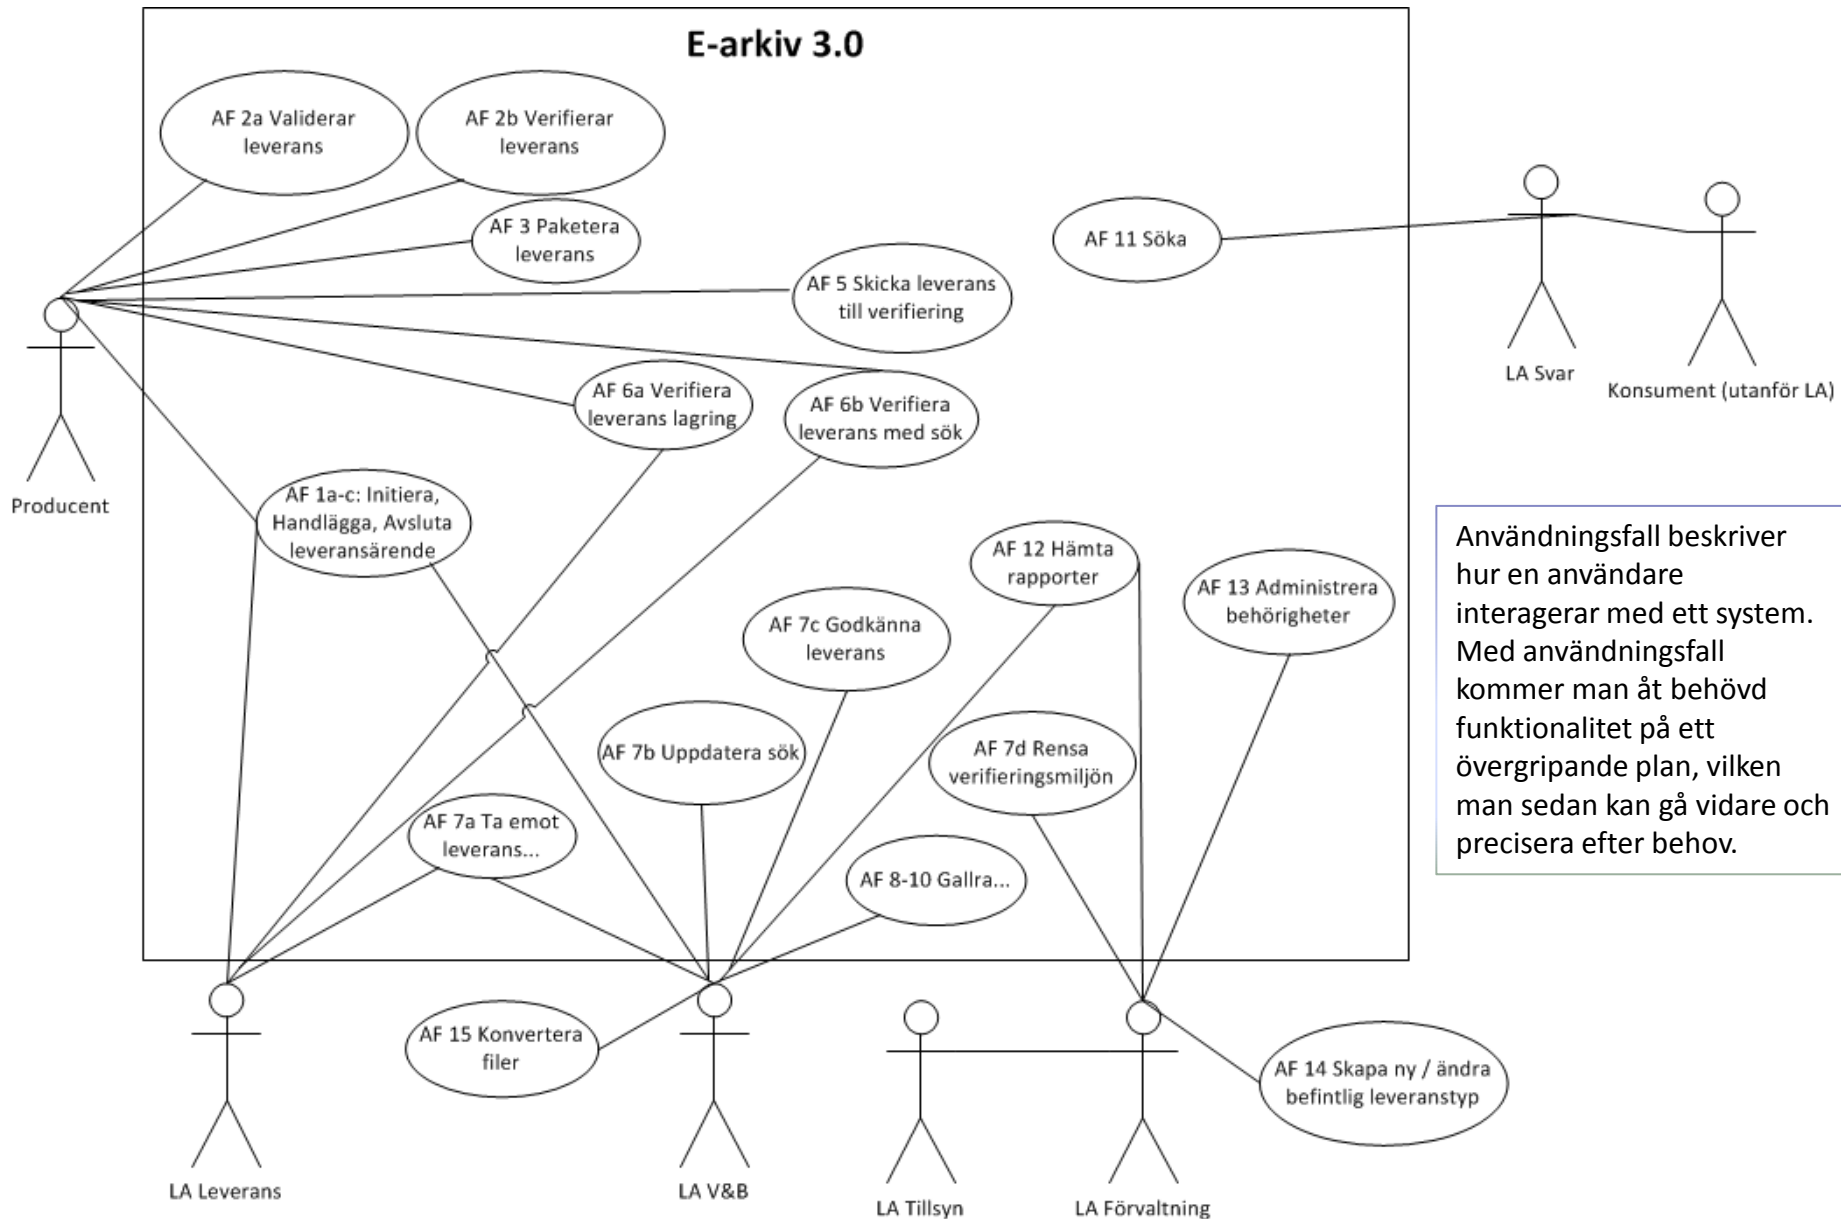 E-arkiv 3.0
AF 2a Validerar
leverans
AF 2b Verifierar
leverans
AF 3 Paketera
leverans
AF 11 Söka
AF 5 Skicka leverans
till verifiering
AF 6a Verifiera
leverans lagring
AF 6b Verifiera
leverans med sök
LA Svar
Konsument (utanför LA)
Producent
AF 1a-c: Initiera,
Handlägga, Avsluta
leveransärende
AF 12 Hämta
rapporter
AF 13 Administrera
behörigheter
AF 7c Godkänna
leverans
AF 7b Uppdatera sök
AF 7d Rensa
verifieringsmiljön
AF 7a Ta emot
leverans...
AF 8-10 Gallra...
Användningsfall beskriver
hur en användare
interagerar med ett system.
Med användningsfall
kommer man åt behövd
funktionalitet på ett
övergripande plan, vilken
man sedan kan gå vidare och
precisera efter behov.
AF 15 Konvertera
filer
AF 14 Skapa ny / ändra
befintlig leveranstyp
LA Leverans
LA V&B
LA Tillsyn
LA Förvaltning